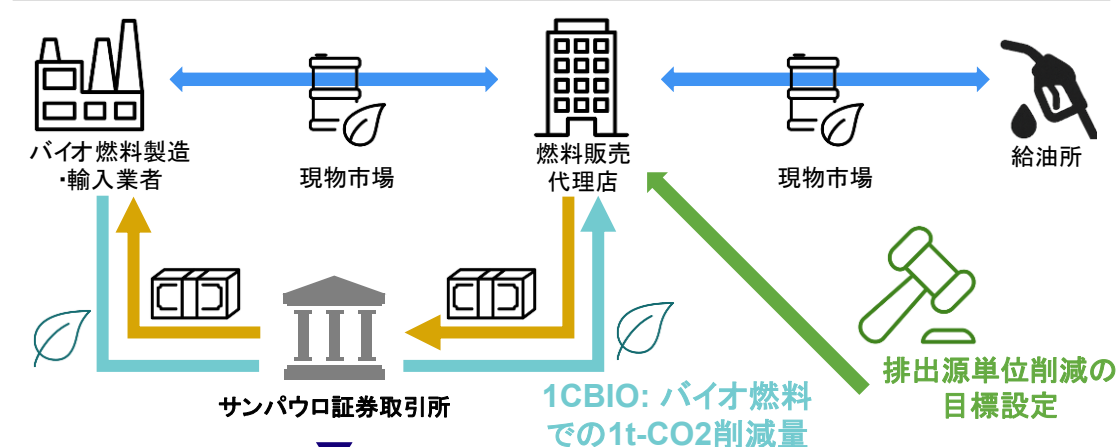 バイオ燃料製造
・輸入業者
現物市場
燃料販売
代理店
現物市場
給油所
サンパウロ証券取引所
1CBIO: バイオ燃料
での1t-CO2削減量
排出源単位削減の
目標設定